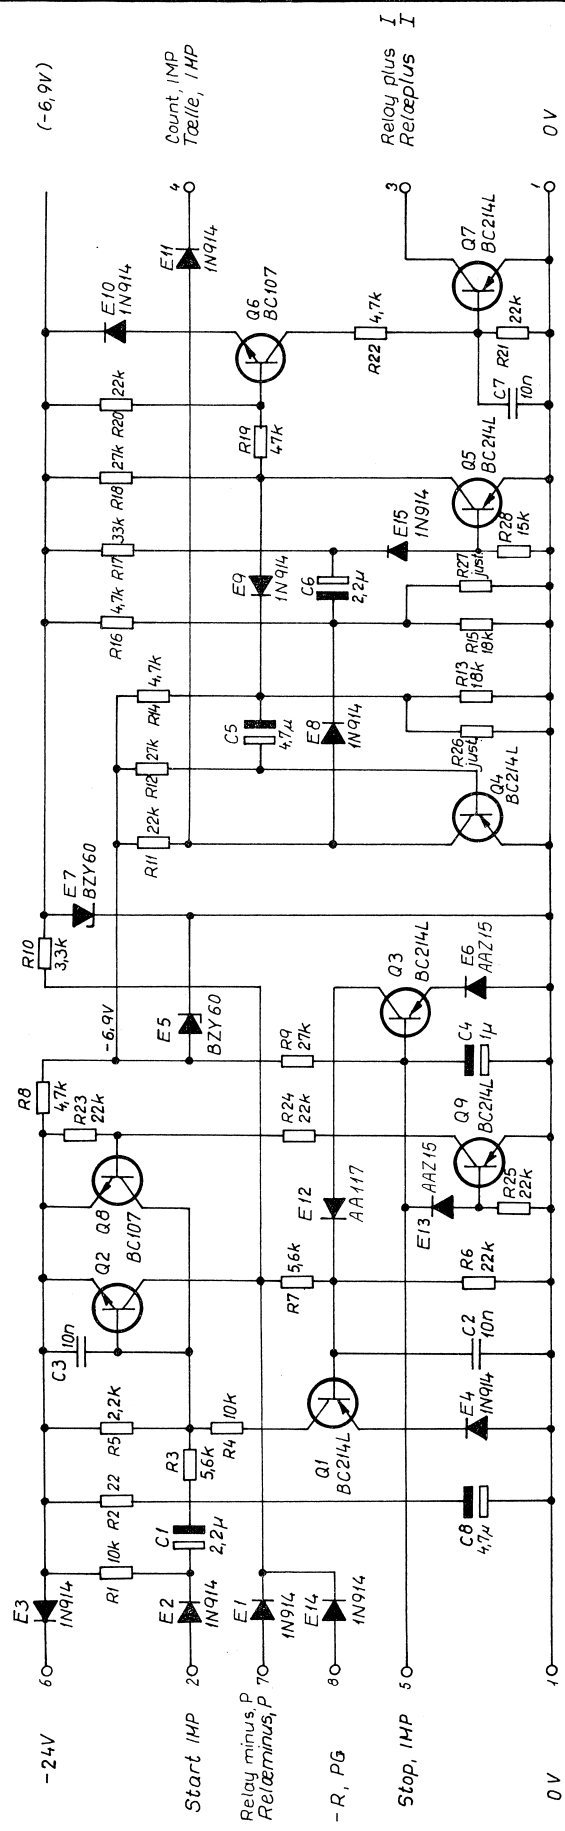 -24V
6
E3
1N914
R1
10k
R2
22
R5
2,2k
C3
10n
Q2
Q8
BC107
R23
22k
R8
4,7k
-6,9V
R10
3,3k
E7
BZY60
R11
22k
R12
27k
R14
4,7k
R16
4,7k
R17
33k
R18
27k
R20
22k
E10
1N914
(-6,9V)
Start IMP
2
E2
1N914
C1
2,2µ
R3
5,6k
R4
10k
E5
BZY60
E11
1N914
4
Count, IMP
Tælle, IMP
Relay minus, P
Relæminus, P
7
E1
1N914
R7
5,6k
R24
22k
R9
27k
C5
4,7µ
E9
1N914
R19
47k
Q6
BC107
-R, PG
8
E14
1N914
Q1
BC214L
E12
AA117
E8
1N914
C6
2,2µ
R22
4,7k
Stop, IMP
5
Q3
BC214L
E15
1N914
3
Relay plus I
Relæplus I
C8
4,7µ
E4
1N914
C2
10n
R6
22k
E13
AAZ15
R25
22k
Q9
BC214L
C4
1µ
E6
AAZ15
Q4
BC214L
R26
just
R13
18k
R15
18k
R27
just
R28
15k
Q5
BC214L
C7
10n
R21
22k
Q7
BC214L
0V
1
1
0V